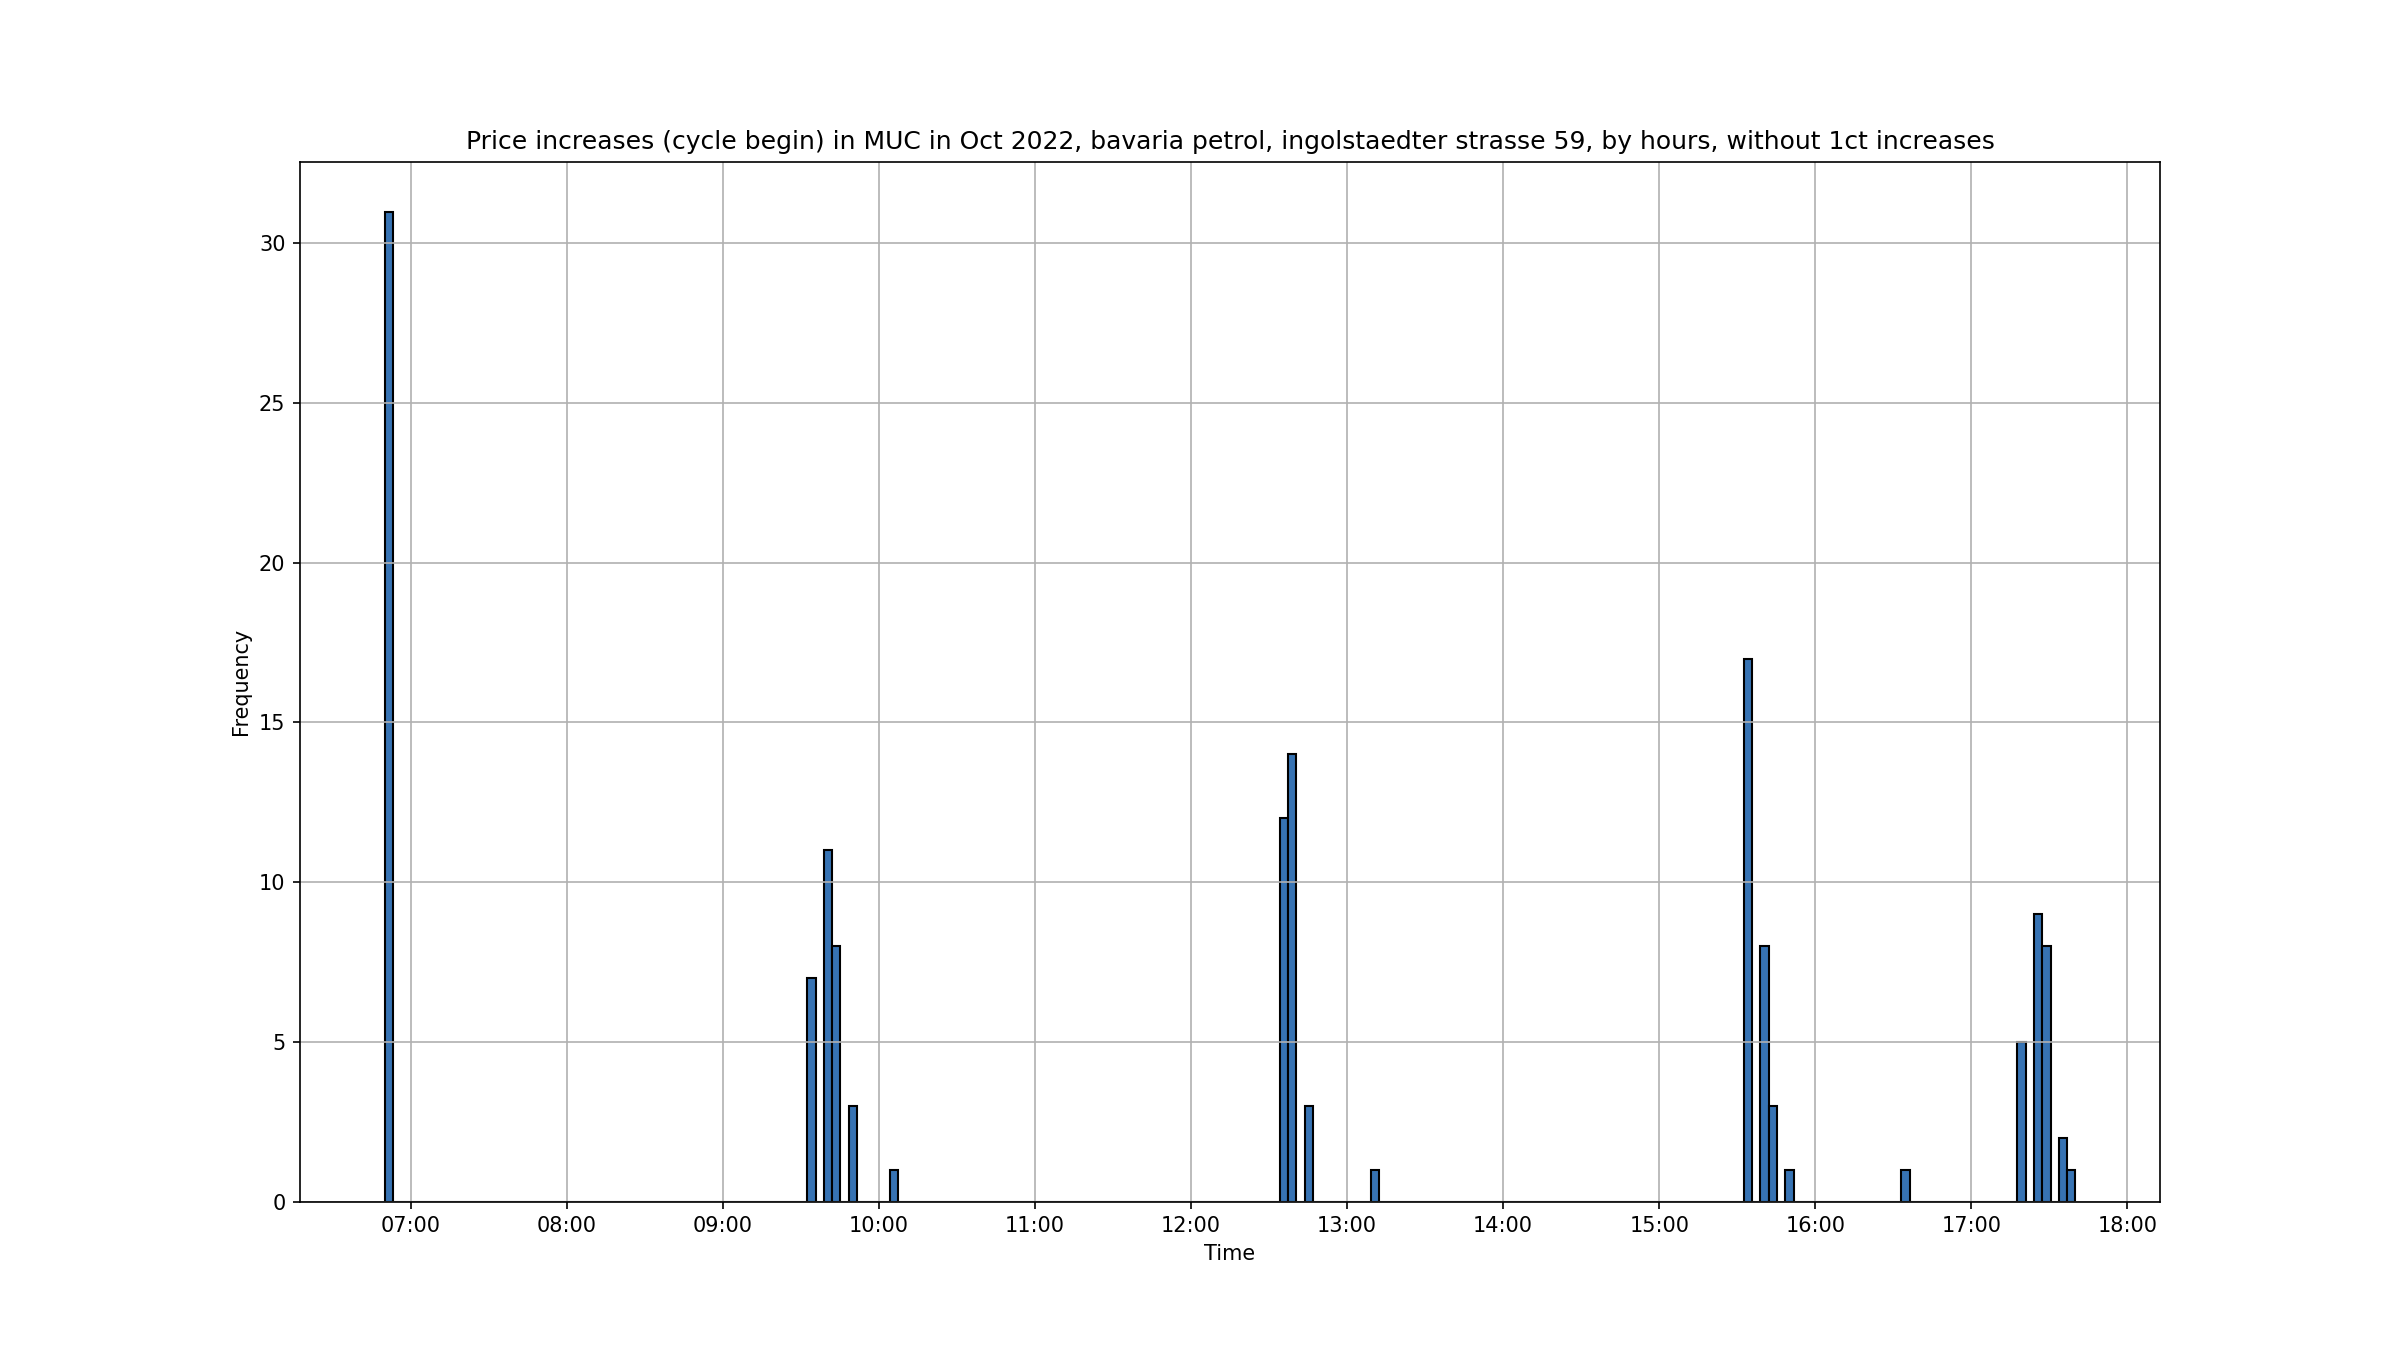 Price increases (cycle begin) in MUC in Oct 2022, bavaria petrol, ingolstaedter strasse 59, by hours, without 1ct increases
30
25
20
15
10
5
0
Frequency
07:00 08:00 09:00 10:00 11:00 12:00 13:00 14:00 15:00 16:00 17:00 18:00
Time